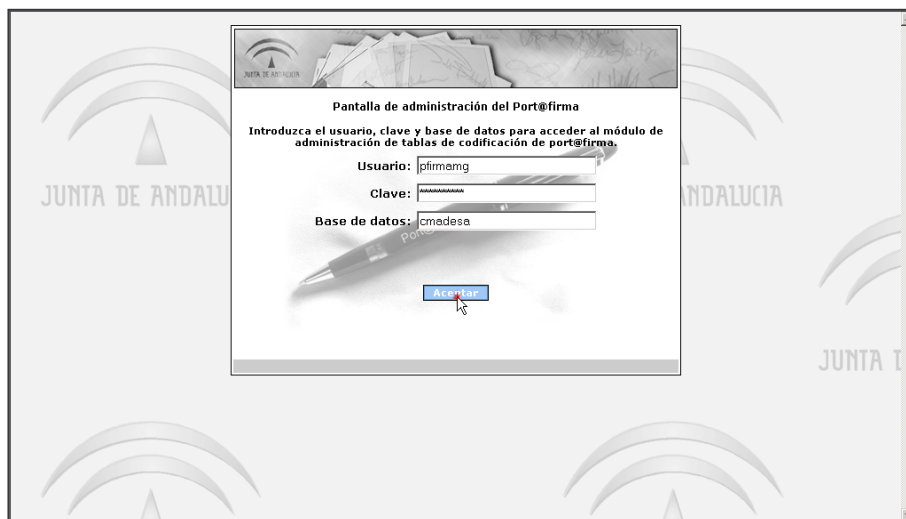 JUNTA DE ANDALUCIA
Pantalla de administración del Port@firma
Introduzca el usuario, clave y base de datos para acceder al módulo de
administración de tablas de codificación de port@firma.
Usuario: pfirmamg
JUNTA DE ANDALU
NDALUCIA
Clave: **********
Base de datos: cmadesa
Port@
Aceptar
JUNTA